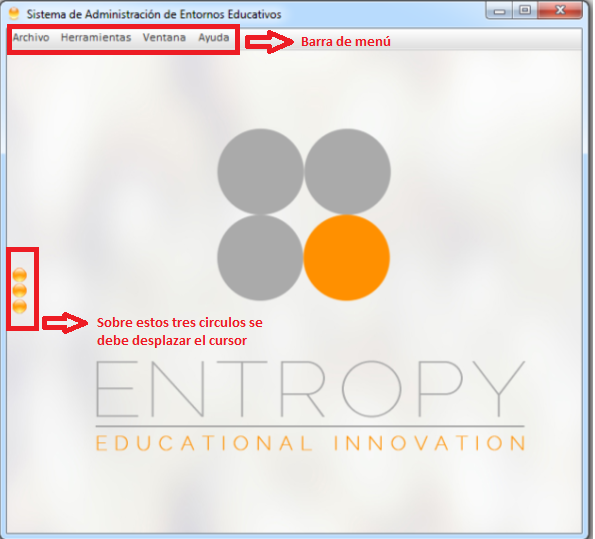 Sistema de Administración de Entornos Educativos
Archivo Herramientas Ventana Ayuda
Barra de menú
Sobre estos tres circulos se
debe desplazar el cursor
ENTROPY
EDUCATIONAL INNOVATION